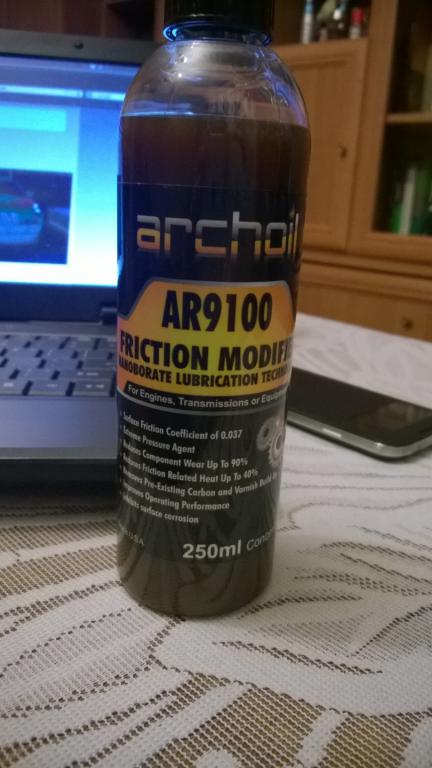 archoil
AR9100
FRICTION MODIFI
NANOBORATE LUBRICATION TECHN
For Engines, Transmissions or Equip
Surface Friction Coefficient of 0.037
Extreme Pressure Agent
Reduces Component Wear Up To 90%
Reduces Friction Related Heat Up To 40%
Removes Pre-Existing Carbon and Varnish Build
Improves Operating Performance
surface corrosion
USA
250ml Conc